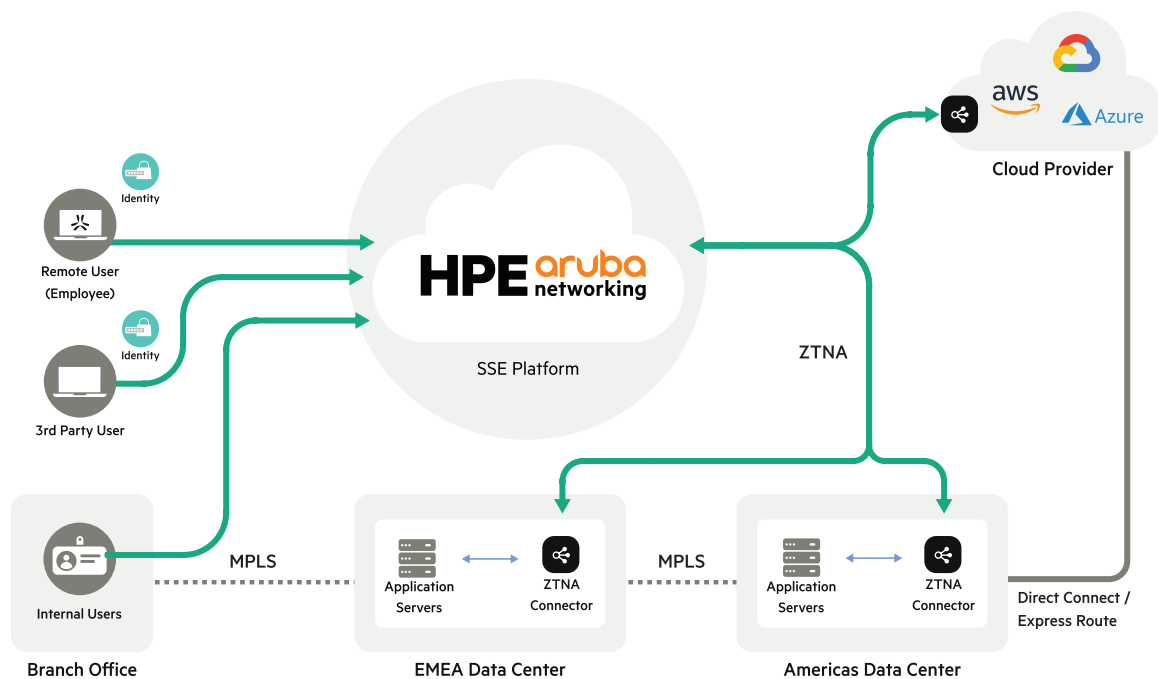 aws
Azure
Cloud Provider
Identity
Remote User
(Employee)
HPE aruba
networking
SSE Platform
Identity
3rd Party User
ZTNA
Internal Users
Branch Office
MPLS
Application
Servers
ZTNA
Connector
EMEA Data Center
MPLS
Application
Servers
ZTNA
Connector
Americas Data Center
Direct Connect /
Express Route